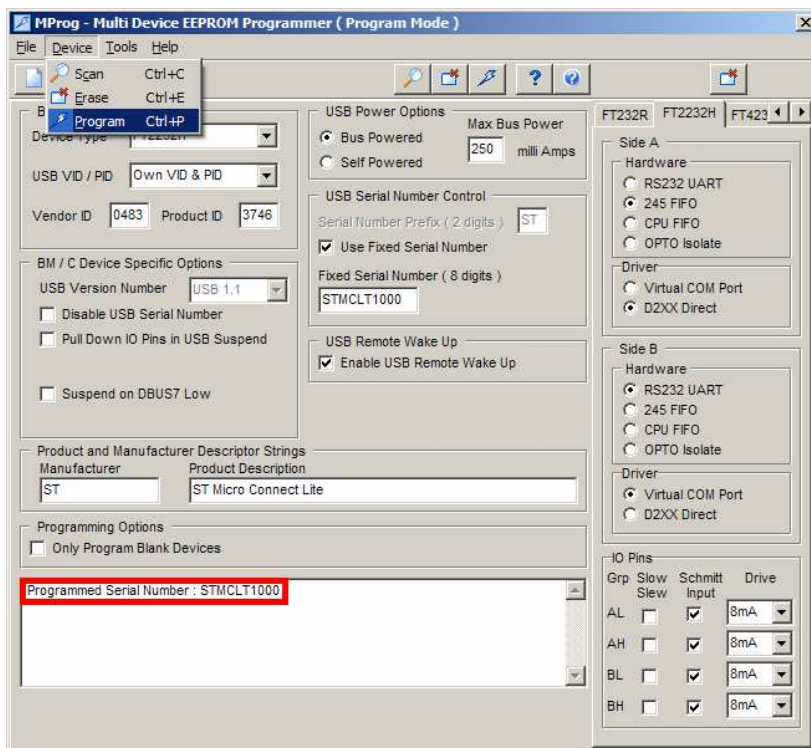 MProg - Multi Device EEPROM Programmer ( Program Mode )
File Device Tools Help
Scan Ctrl+C
Erase Ctrl+E
Program Ctrl+P
Device Type FT2232H
USB VID / PID Own VID & PID
Vendor ID 0483 Product ID 3746
BM / C Device Specific Options
USB Version Number USB 1.1
Disable USB Serial Number
Pull Down IO Pins in USB Suspend
Suspend on DBUS7 Low
USB Power Options
Bus Powered
Self Powered
Max Bus Power
250 milli Amps
USB Serial Number Control
Serial Number Prefix ( 2 digits ) ST
Use Fixed Serial Number
Fixed Serial Number ( 8 digits )
STMCLT1000
USB Remote Wake Up
Enable USB Remote Wake Up
Product and Manufacturer Descriptor Strings
Manufacturer Product Description
ST ST Micro Connect Lite
Programming Options
Only Program Blank Devices
Programmed Serial Number : STMCLT1000
FT232R FT2232H FT423
Side A
Hardware
RS232 UART
245 FIFO
CPU FIFO
OPTO Isolate
Driver
Virtual COM Port
D2XX Direct
Side B
Hardware
RS232 UART
245 FIFO
CPU FIFO
OPTO Isolate
Driver
Virtual COM Port
D2XX Direct
IO Pins
Grp Slow Slew Schmitt Input Drive
AL 8mA
AH 8mA
BL 8mA
BH 8mA